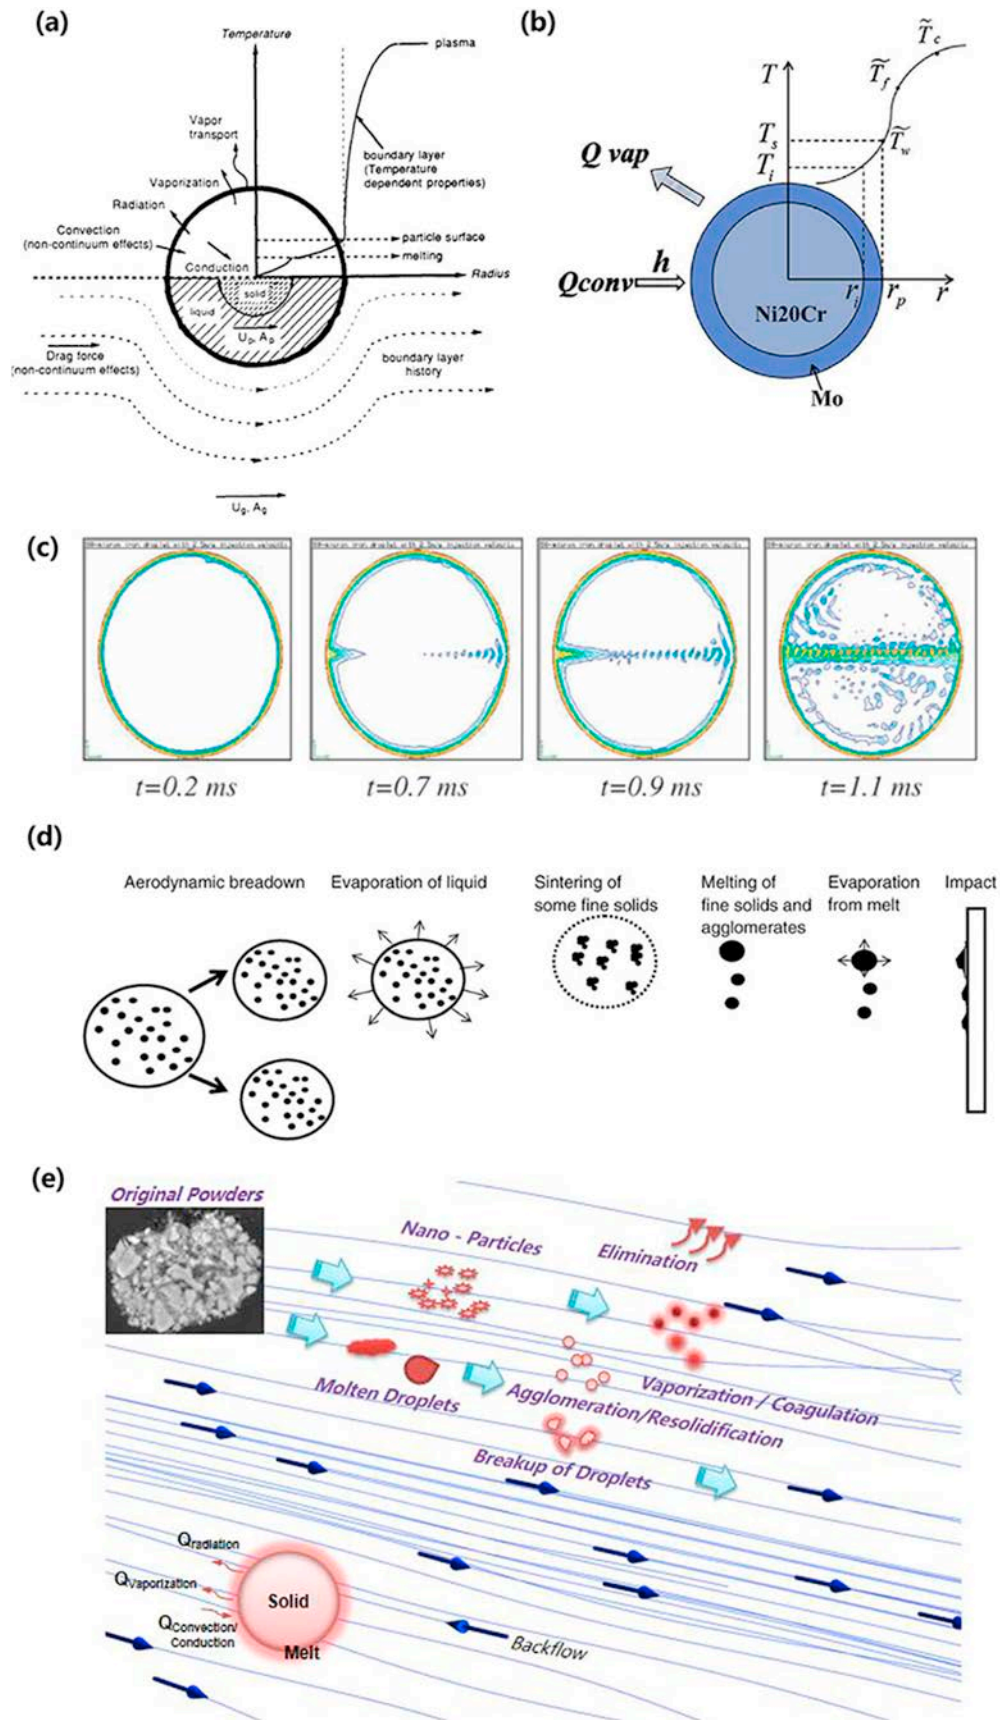 (a)
Temperature
plasma
Vapor
transport
boundary layer
(Temperature
dependent properties)
Vaporization
Radiation
Convection
(non-continuum effects)
particle surface
melting
Conduction
Radius
solid
liquid
Drag force
(non-continuum effects)
boundary layer
history
(b)
T̃c
T
T̃f
Ts
T̃w
Ti
Q vap
h
Qconv
ri
rp
r
Ni20Cr
Mo
(c)
t=0.2 ms
t=0.7 ms
t=0.9 ms
t=1.1 ms
(d)
Aerodynamic breadown
Evaporation of liquid
Sintering of
some fine solids
Melting of
fine solids and
agglomerates
Evaporation
from melt
Impact
(e)
Original Powders
Nano - Particles
Elimination
Molten Droplets
Agglomeration/Resolidification
Vaporization / Coagulation
Breakup of Droplets
Qradiation
QVaporization
QConvection/
Conduction
Solid
Melt
Backflow